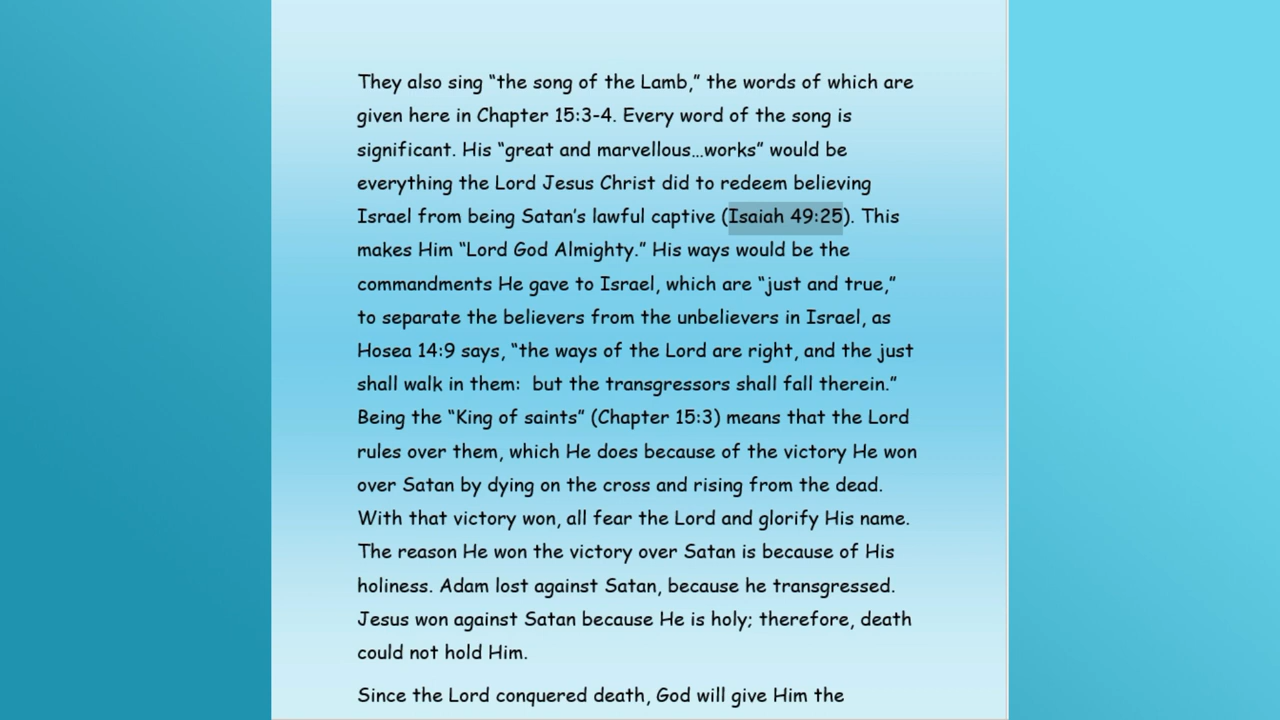 They also sing “the song of the Lamb,” the words of which are
given here in Chapter 15:3-4. Every word of the song is
significant. His “great and marvellous…works” would be
everything the Lord Jesus Christ did to redeem believing
Israel from being Satan’s lawful captive (Isaiah 49:25). This
makes Him “Lord God Almighty.” His ways would be the
commandments He gave to Israel, which are “just and true,”
to separate the believers from the unbelievers in Israel, as
Hosea 14:9 says, “the ways of the Lord are right, and the just
shall walk in them:  but the transgressors shall fall therein.”
Being the “King of saints” (Chapter 15:3) means that the Lord
rules over them, which He does because of the victory He won
over Satan by dying on the cross and rising from the dead.
With that victory won, all fear the Lord and glorify His name.
The reason He won the victory over Satan is because of His
holiness. Adam lost against Satan, because he transgressed.
Jesus won against Satan because He is holy; therefore, death
could not hold Him.
Since the Lord conquered death, God will give Him the